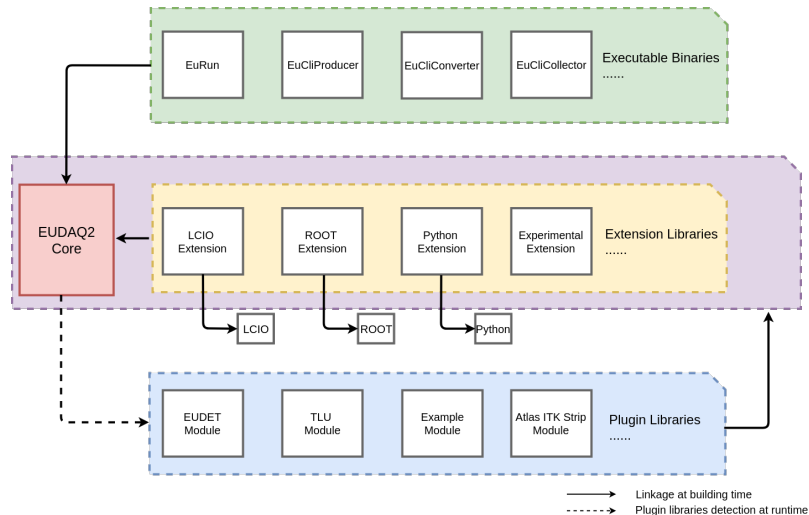 EuRun
EuCliProducer
EuCliConverter
EuCliCollector
Executable Binaries
......
EUDAQ2
Core
LCIO
Extension
ROOT
Extension
Python
Extension
Experimental
Extension
Extension Libraries
......
LCIO
ROOT
Python
EUDET
Module
TLU
Module
Example
Module
Atlas ITK Strip
Module
Plugin Libraries
......
Linkage at building time
Plugin libraries detection at runtime